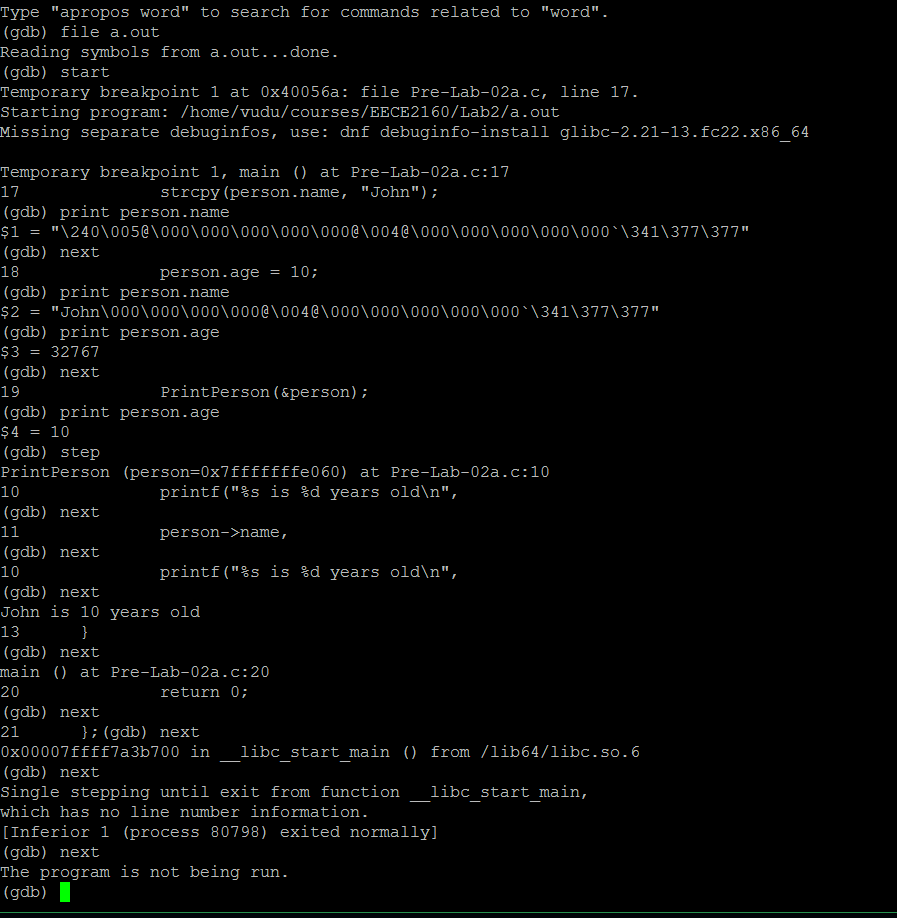 Type "apropos word" to search for commands related to "word".
(gdb) file a.out
Reading symbols from a.out...done.
(gdb) start
Temporary breakpoint 1 at 0x40056a: file Pre-Lab-02a.c, line 17.
Starting program: /home/vudu/courses/EECE2160/Lab2/a.out
Missing separate debuginfos, use: dnf debuginfo-install glibc-2.21-13.fc22.x86_64

Temporary breakpoint 1, main () at Pre-Lab-02a.c:17
17              strcpy(person.name, "John");
(gdb) print person.name
$1 = "\240\005@\000\000\000\000\000@\004@\000\000\000\000\000`\341\377\377"
(gdb) next
18              person.age = 10;
(gdb) print person.name
$2 = "John\000\000\000\000@\004@\000\000\000\000\000`\341\377\377"
(gdb) print person.age
$3 = 32767
(gdb) next
19              PrintPerson(&person);
(gdb) print person.age
$4 = 10
(gdb) step
PrintPerson (person=0x7fffffffe060) at Pre-Lab-02a.c:10
10              printf("%s is %d years old\n",
(gdb) next
11              person->name,
(gdb) next
10              printf("%s is %d years old\n",
(gdb) next
John is 10 years old
13      }
(gdb) next
main () at Pre-Lab-02a.c:20
20              return 0;
(gdb) next
21      };(gdb) next
0x00007ffff7a3b700 in __libc_start_main () from /lib64/libc.so.6
(gdb) next
Single stepping until exit from function __libc_start_main,
which has no line number information.
[Inferior 1 (process 80798) exited normally]
(gdb) next
The program is not being run.
(gdb)